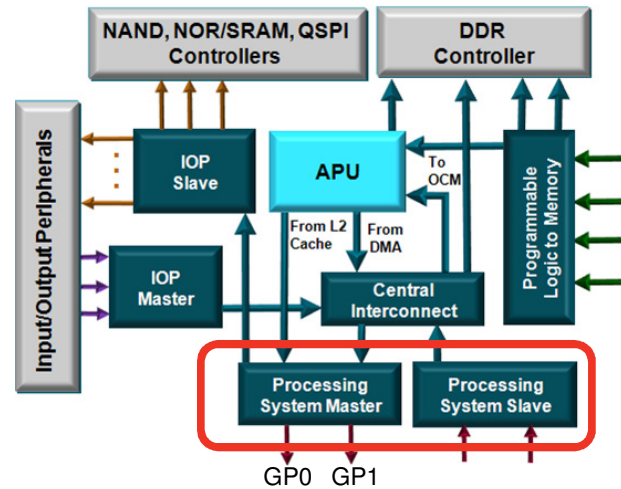 NAND, NOR/SRAM, QSPI
Controllers
DDR
Controller
Input/Output Peripherals
IOP
Slave
APU
To
OCM
Programmable
Logic to Memory
From L2
Cache
From
DMA
IOP
Master
Central
Interconnect
Processing
System Master
Processing
System Slave
GP0 GP1